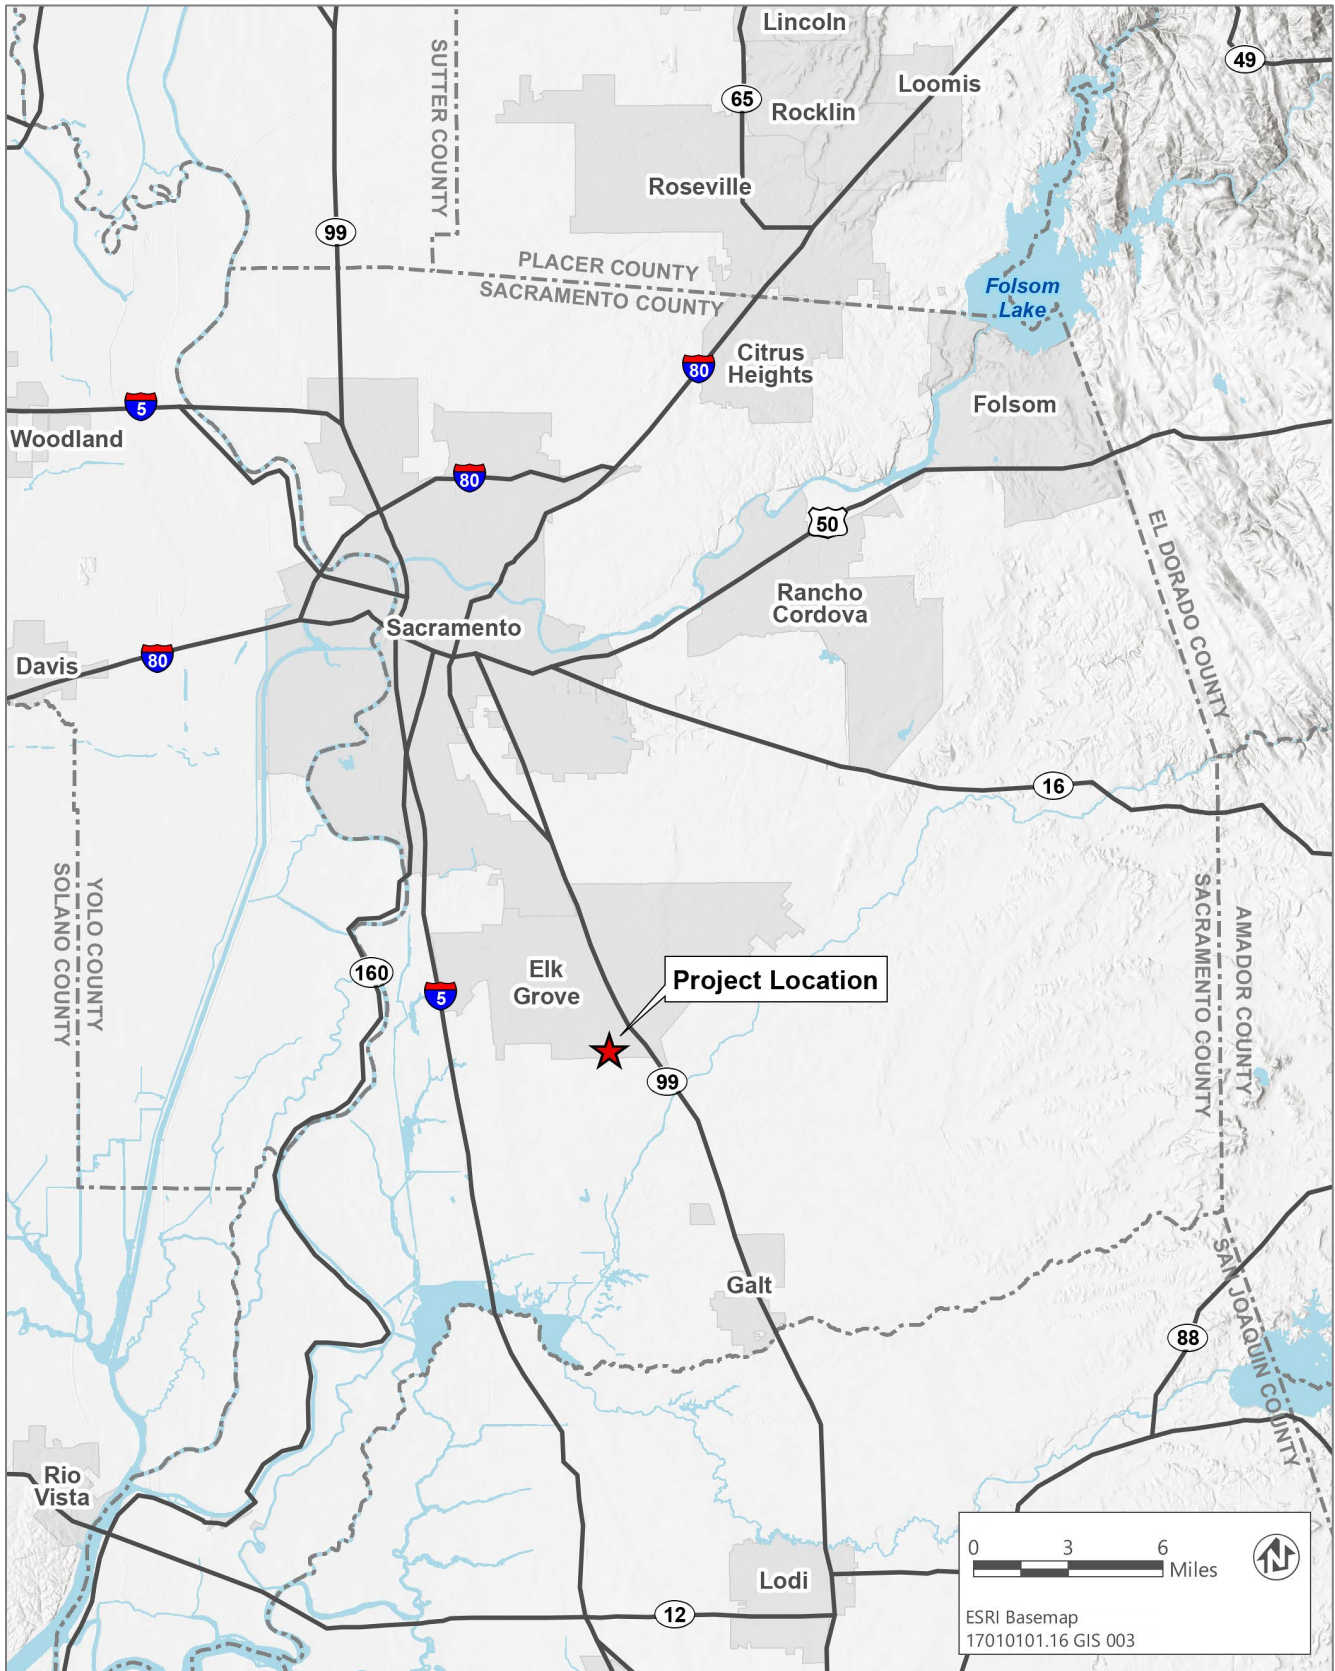 Lincoln
49
Loomis
65
Rocklin
SUTTER COUNTY
Roseville
99
PLACER COUNTY
SACRAMENTO COUNTY
Folsom
Lake
Citrus
Heights
80
5
Folsom
Woodland
80
50
EL DORADO COUNTY
Rancho
Cordova
Sacramento
Davis
80
16
YOLO COUNTY
SOLANO COUNTY
AMADOR COUNTY
SACRAMENTO COUNTY
160
5
Elk
Grove
Project Location
99
SAN JOAQUIN COUNTY
Galt
88
Rio
Vista
Lodi
12
0 3 6
Miles
N
ESRI Basemap
17010101.16 GIS 003